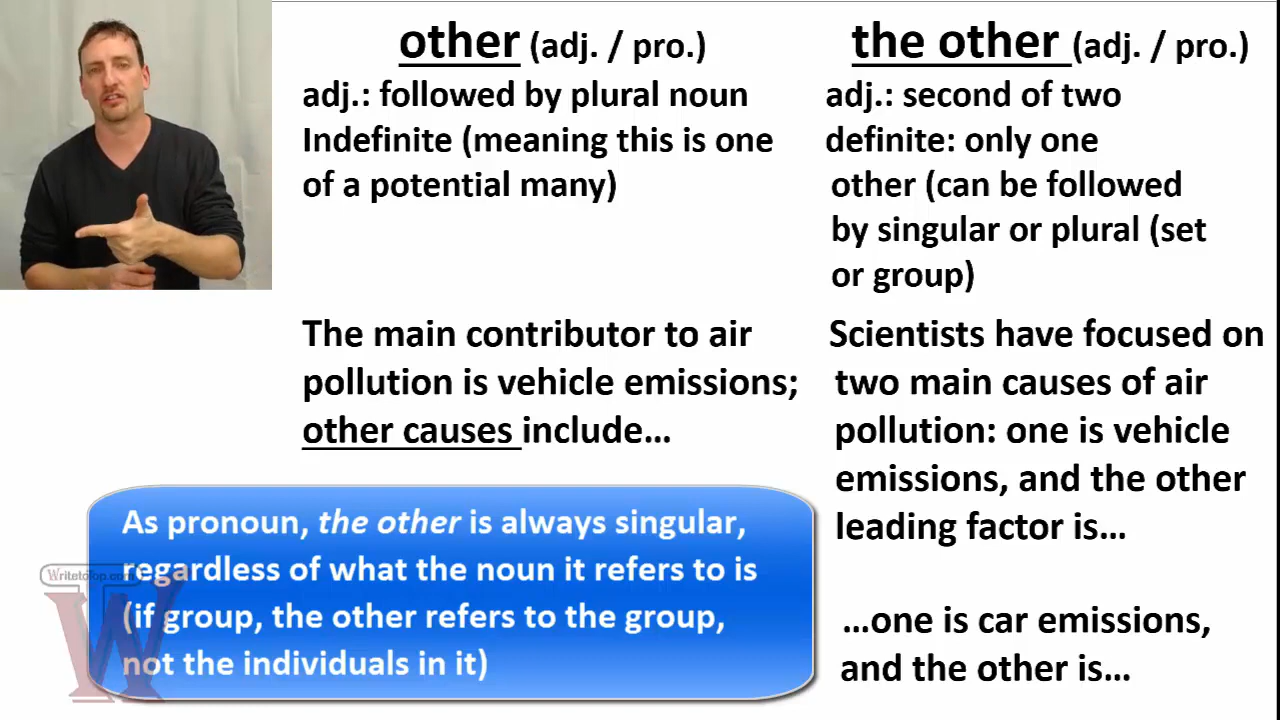 other (adj. / pro.)
adj.: followed by plural noun
Indefinite (meaning this is one
of a potential many)
The main contributor to air
pollution is vehicle emissions;
other causes include...
the other (adj. / pro.)
adj.: second of two
definite: only one
other (can be followed
by singular or plural (set
or group)
Scientists have focused on
two main causes of air
pollution: one is vehicle
emissions, and the other
leading factor is...
...one is car emissions,
and the other is...
As pronoun, the other is always singular,
regardless of what the noun it refers to is
(if group, the other refers to the group,
not the individuals in it)
WritetoTop.com
W